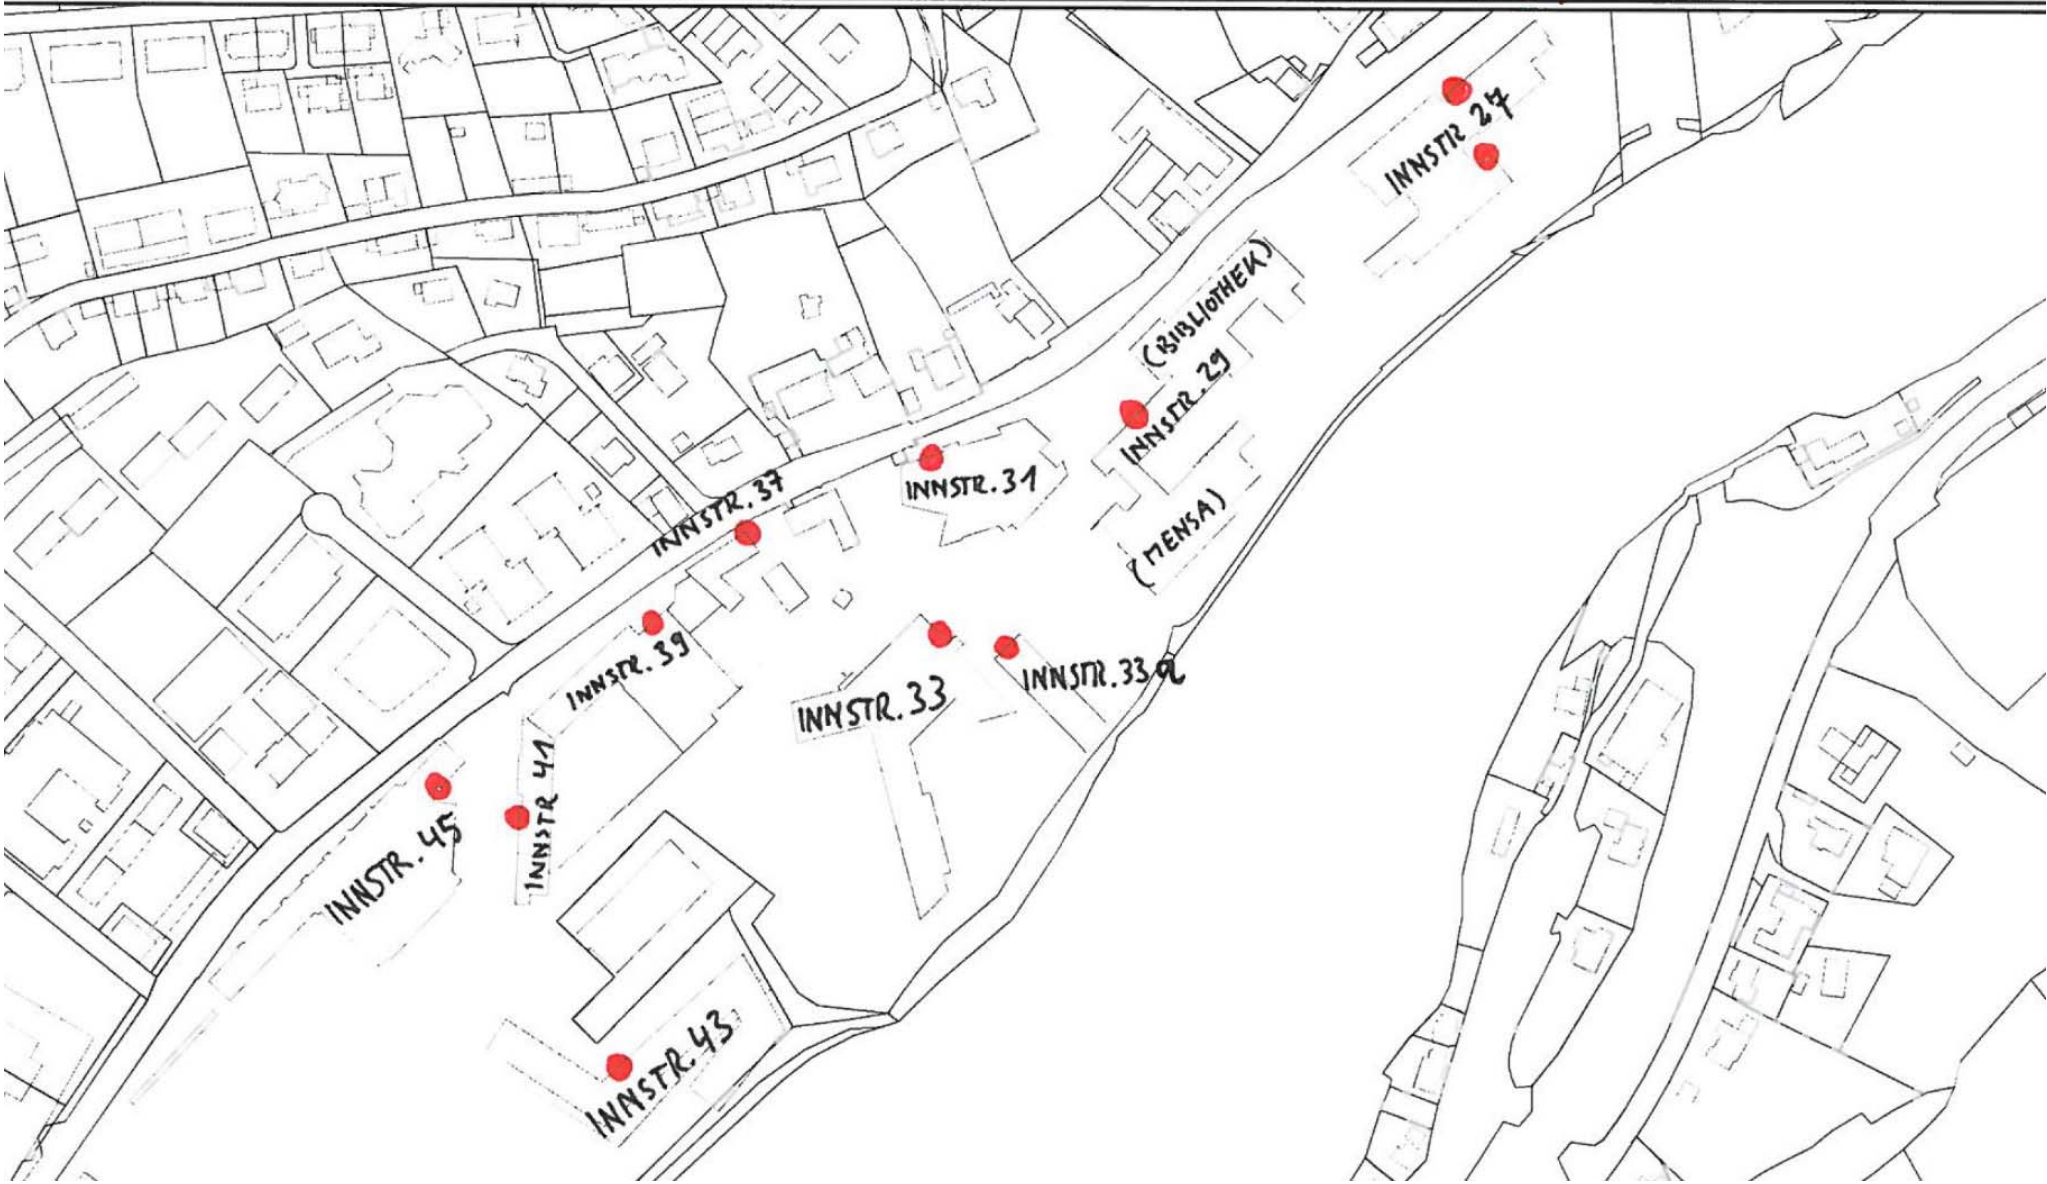 INNSTR 27
(BIBLIOTHEK)
INNSTR. 29
(MENSA)
INNSTR. 31
INNSTR. 37
INNSTR. 39
INNSTR. 33
INNSTR. 33a
INNSTR 41
INNSTR. 45
INNSTR. 43